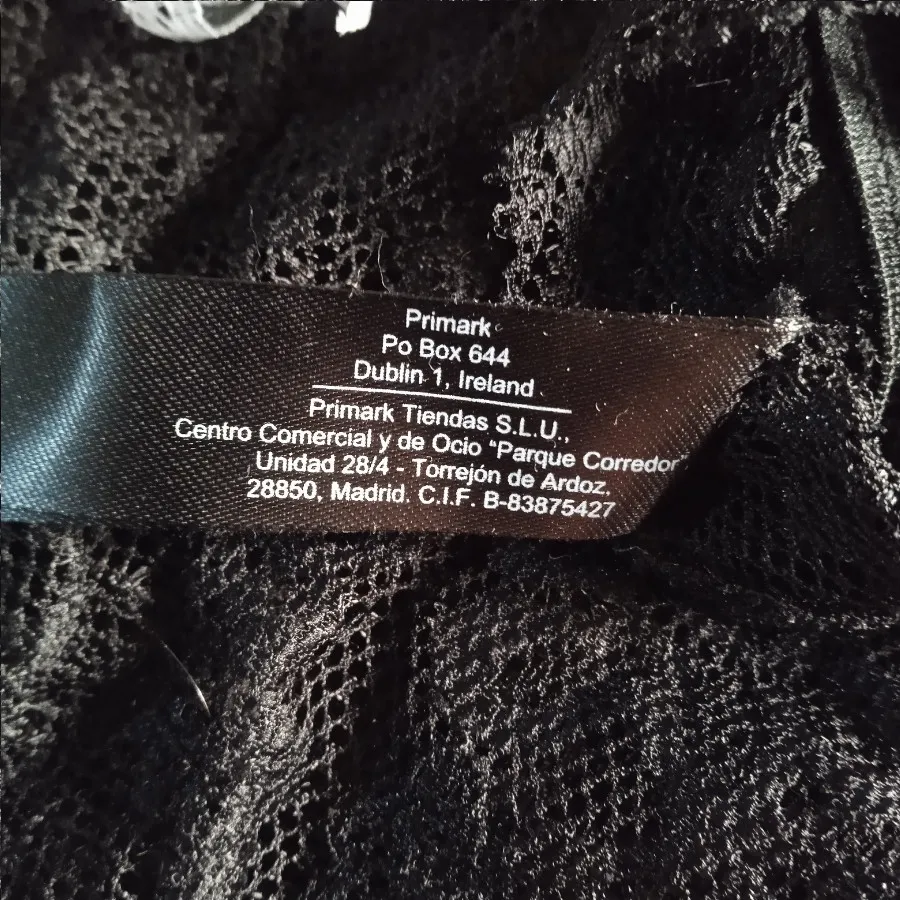 Primark
Po Box 644
Dublin 1, Ireland
Primark Tiendas S.L.U.,
Centro Comercial y de Ocio "Parque Corredor"
Unidad 28/4 - Torrejón de Ardoz.
28850, Madrid. C.I.F. B-83875427